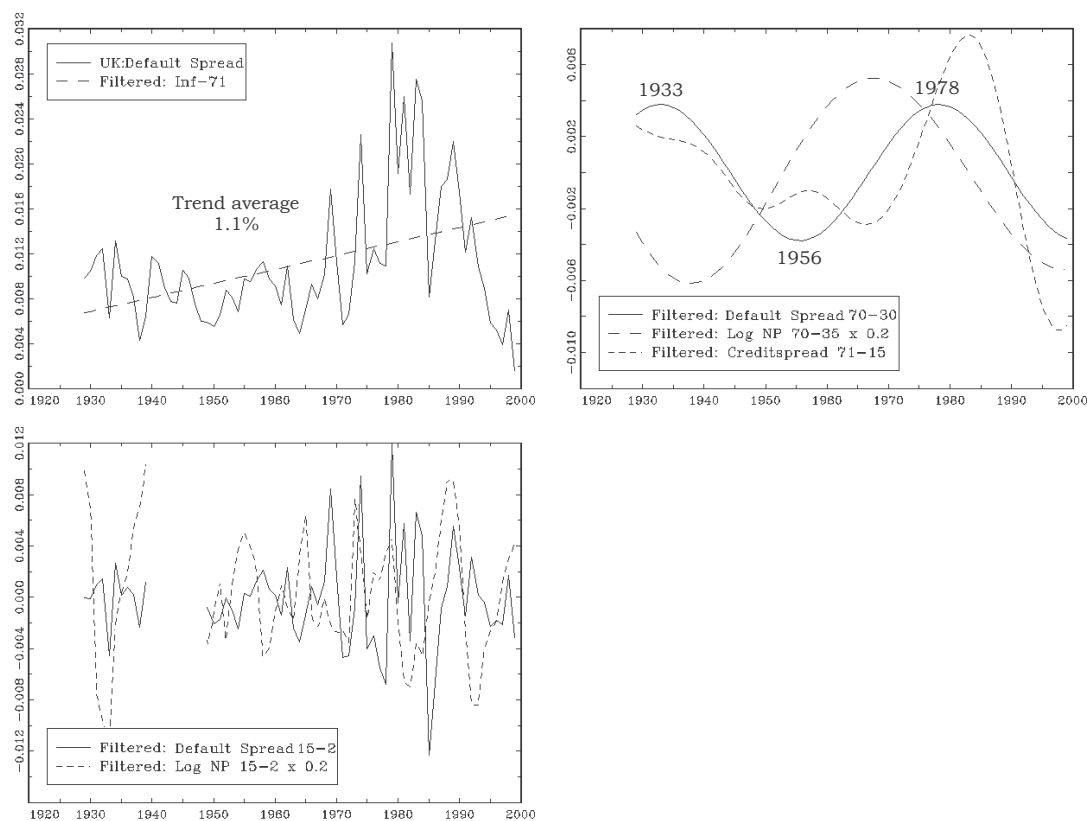 0.032
0.028
0.024
0.020
0.016
0.012
0.008
0.004
0.000
UK:Default Spread
Filtered: Inf-71
Trend average
1.1%
1920 1930 1940 1950 1960 1970 1980 1990 2000
0.006
0.002
-0.002
-0.006
-0.010
1933
1978
1956
Filtered: Default Spread 70-30
Filtered: Log NP 70-35 x 0.2
Filtered: Creditspread 71-15
1920 1930 1940 1950 1960 1970 1980 1990 2000
0.012
0.008
0.004
0.000
-0.004
-0.008
-0.012
Filtered: Default Spread 15-2
Filtered: Log NP 15-2 x 0.2
1920 1930 1940 1950 1960 1970 1980 1990 2000